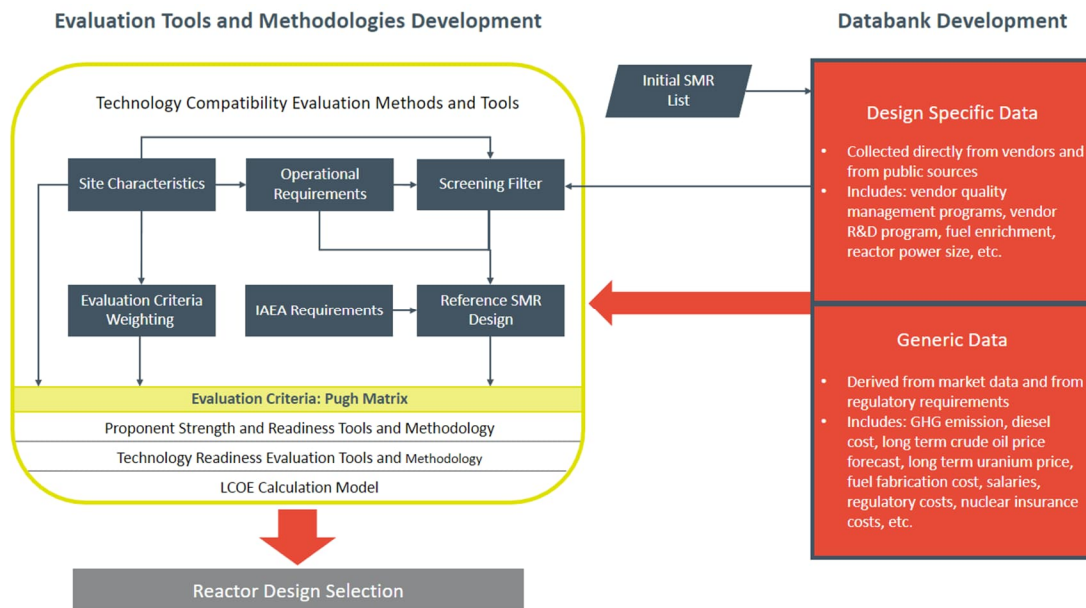 Evaluation Tools and Methodologies Development
Databank Development
Technology Compatibility Evaluation Methods and Tools
Initial SMR
List
Site Characteristics
Operational
Requirements
Screening Filter
Evaluation Criteria
Weighting
IAEA Requirements
Reference SMR
Design
Evaluation Criteria: Pugh Matrix
Proponent Strength and Readiness Tools and Methodology
Technology Readiness Evaluation Tools and Methodology
LCOE Calculation Model
Reactor Design Selection
Design Specific Data
• Collected directly from vendors and
from public sources
• Includes: vendor quality
management programs, vendor
R&D program, fuel enrichment,
reactor power size, etc.
Generic Data
• Derived from market data and from
regulatory requirements
• Includes: GHG emission, diesel
cost, long term crude oil price
forecast, long term uranium price,
fuel fabrication cost, salaries,
regulatory costs, nuclear insurance
costs, etc.